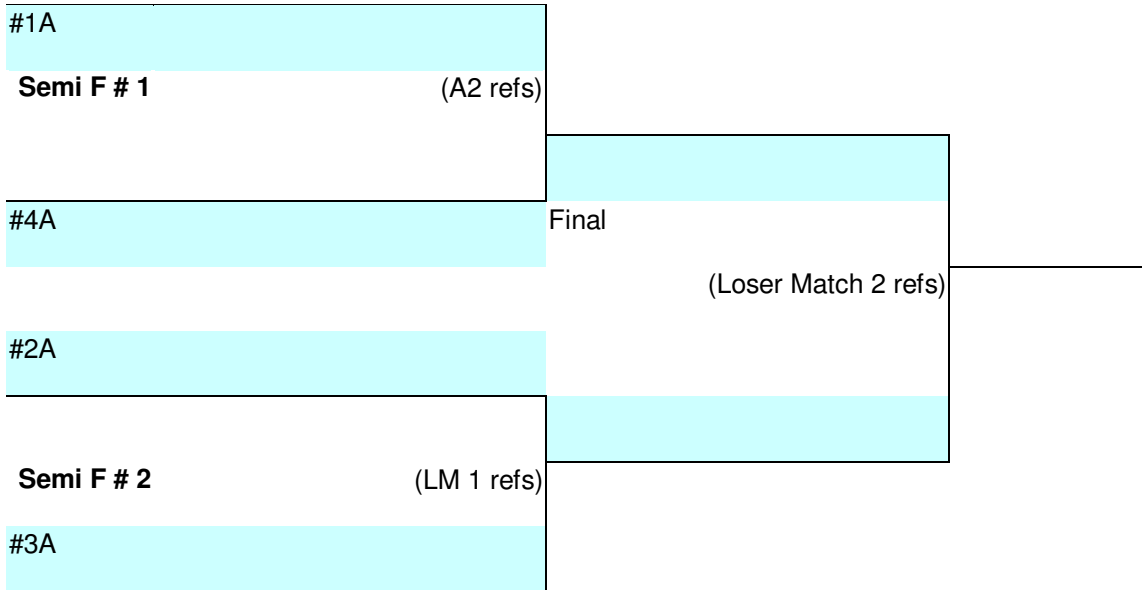 #1A
Semi F # 1 (A2 refs)
#4A Final
(Loser Match 2 refs)
#2A
Semi F # 2 (LM 1 refs)
#3A